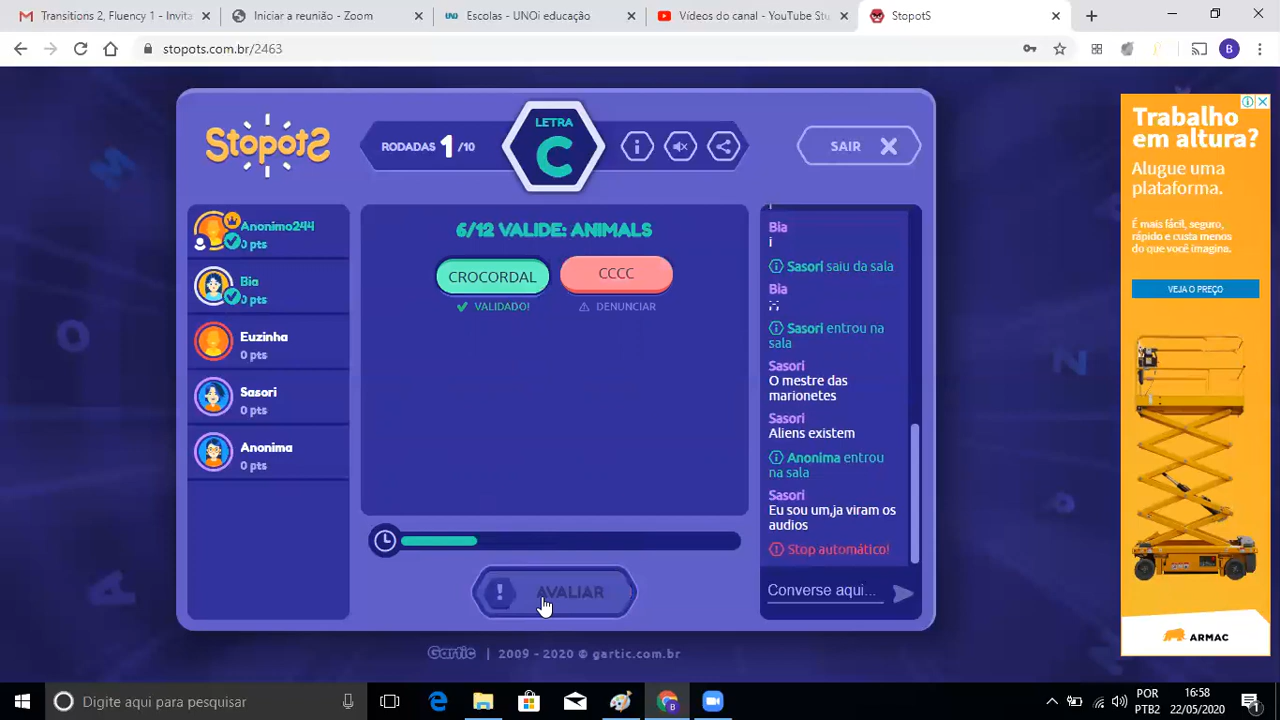 Transitions 2, Fluency 1 - Invita
Iniciar a reunião - Zoom
UNO Escolas - UNOi educação
Vídeos do canal - YouTube Stu
StopotS
stopots.com.br/2463
B
StopotS
RODADAS 1 /10
LETRA
C
SAIR
Anonimo244
0 pts
Bia
0 pts
Euzinha
0 pts
Sasori
0 pts
Anonima
0 pts
6/12 VALIDE: ANIMALS
CROCORDAL
CCCC
VALIDADO!
DENUNCIAR
AVALIAR
Bia
i
Sasori saiu da sala
Bia
;-;
Sasori entrou na
sala
Sasori
O mestre das
marionetes
Sasori
Aliens existem
Anonima entrou
na sala
Sasori
Eu sou um,ja viram os
audios
Stop automático!
Converse aqui...
Gartic | 2009 - 2020 © gartic.com.br
Trabalho
em altura?
Alugue uma
plataforma.
É mais fácil, seguro,
rápido e custa menos
do que você imagina.
VEJA O PREÇO
ARMAC
Digite aqui para pesquisar
POR
PTB2
16:58
22/05/2020